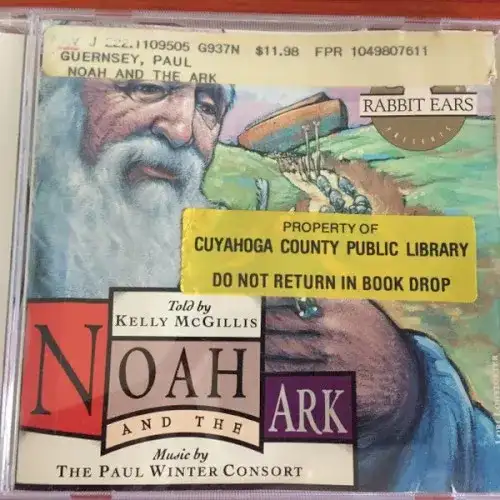 J 222.1109505 G937N $11.98 FPR 1049807611
GUERNSEY, PAUL
NOAH AND THE ARK
RABBIT EARS
PRESENTS
PROPERTY OF
CUYAHOGA COUNTY PUBLIC LIBRARY
DO NOT RETURN IN BOOK DROP
Told by
KELLY MCGILLIS
NOAH
AND THE
ARK
Music by
THE PAUL WINTER CONSORT